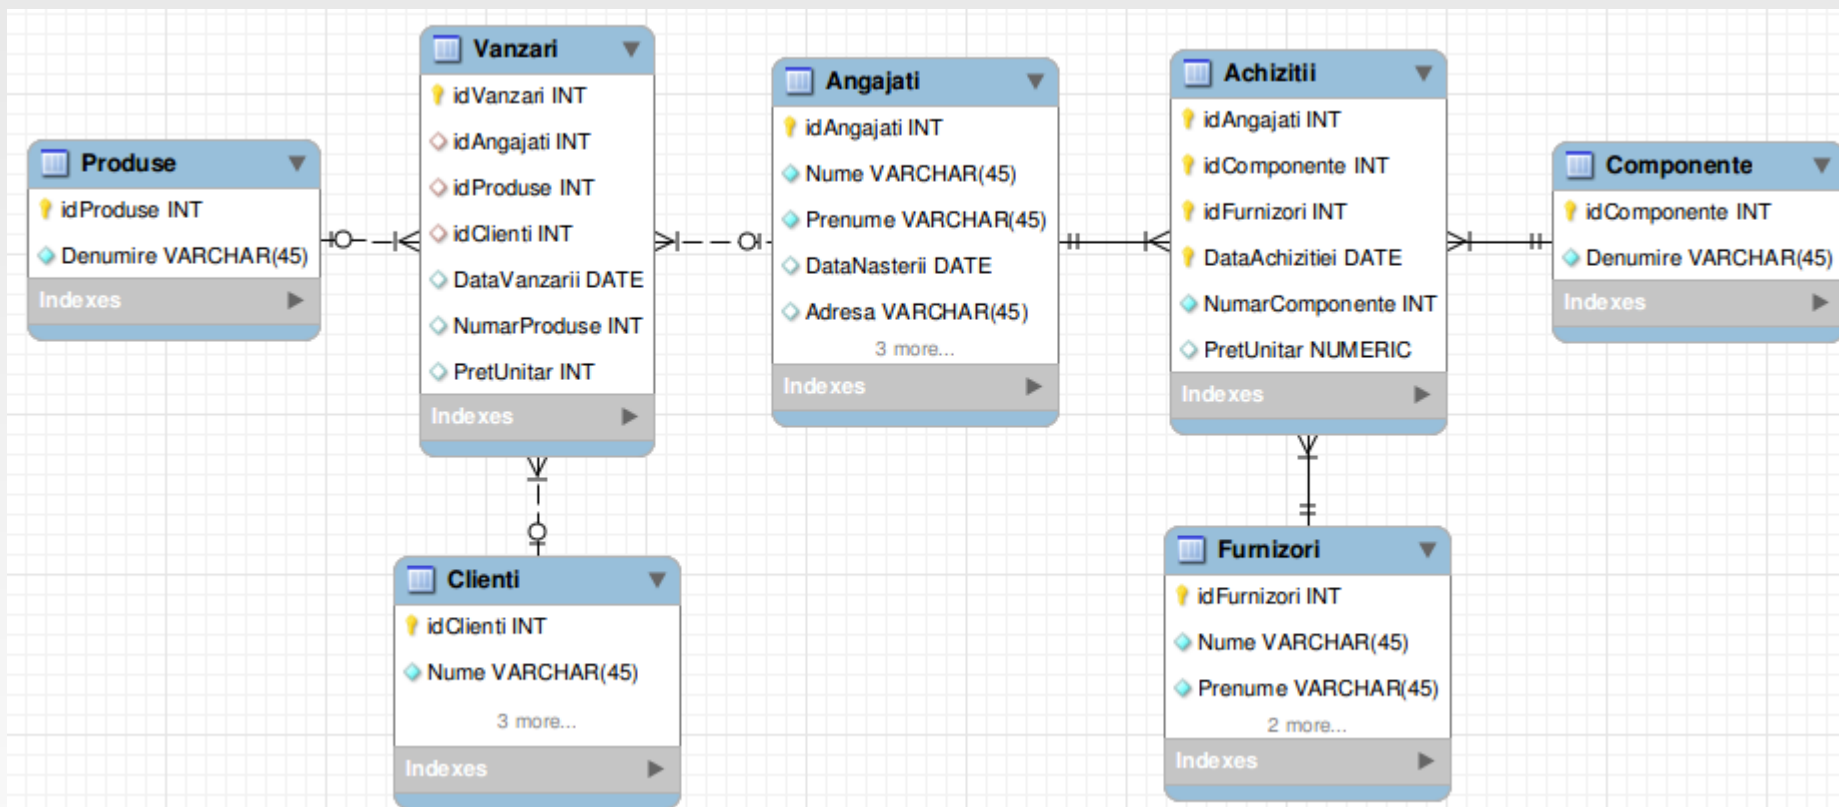 Produse
idProduse INT
Denumire VARCHAR(45)
Indexes
Vanzari
idVanzari INT
idAngajati INT
idProduse INT
idClienti INT
DataVanzarii DATE
NumarProduse INT
PretUnitar INT
Indexes
Clienti
idClienti INT
Nume VARCHAR(45)
3 more...
Indexes
Angajati
idAngajati INT
Nume VARCHAR(45)
Prenume VARCHAR(45)
DataNasterii DATE
Adresa VARCHAR(45)
3 more...
Indexes
Achizitii
idAngajati INT
idComponente INT
idFurnizori INT
DataAchizitiei DATE
NumarComponente INT
PretUnitar NUMERIC
Indexes
Furnizori
idFurnizori INT
Nume VARCHAR(45)
Prenume VARCHAR(45)
2 more...
Indexes
Componente
idComponente INT
Denumire VARCHAR(45)
Indexes